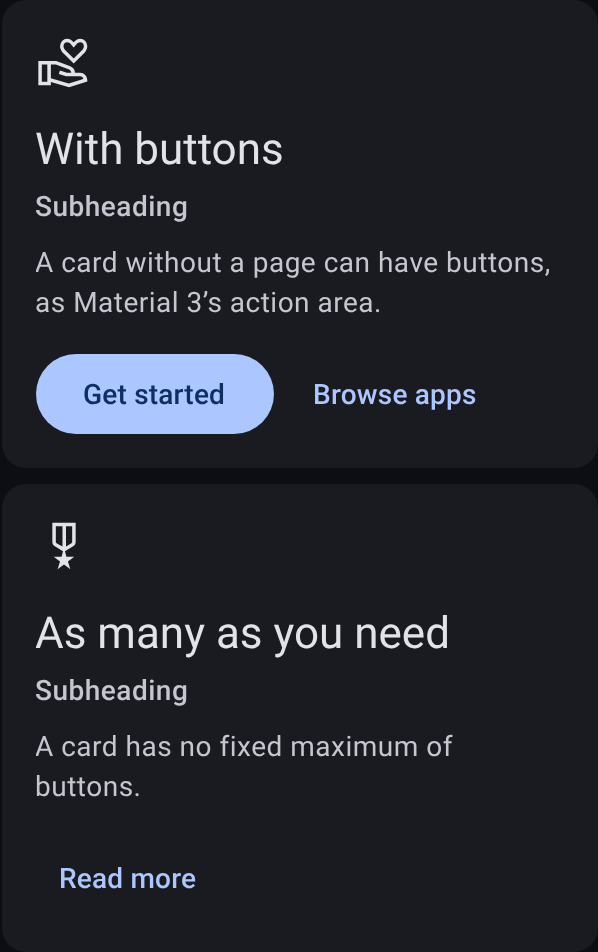 With buttons
Subheading
A card without a page can have buttons,
as Material 3’s action area.
Get started
Browse apps
As many as you need
Subheading
A card has no fixed maximum of
buttons.
Read more